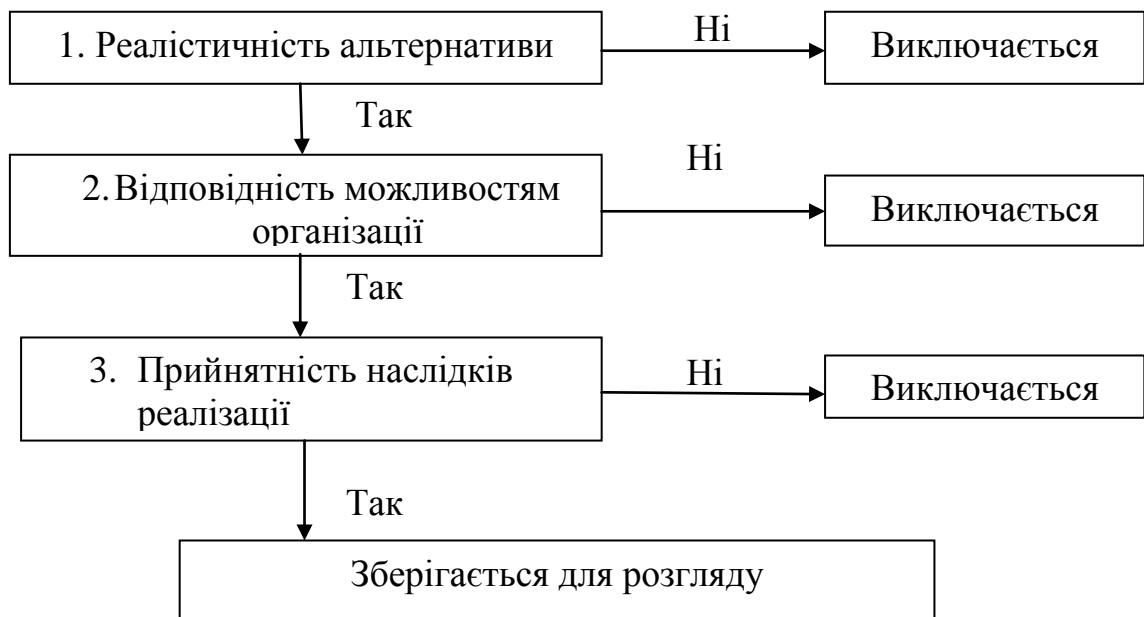 1. Реалістичність альтернативи
Ні
Виключається
Так
2. Відповідність можливостям
організації
Ні
Виключається
Так
3. Прийнятність наслідків
реалізації
Ні
Виключається
Так
Зберігається для розгляду